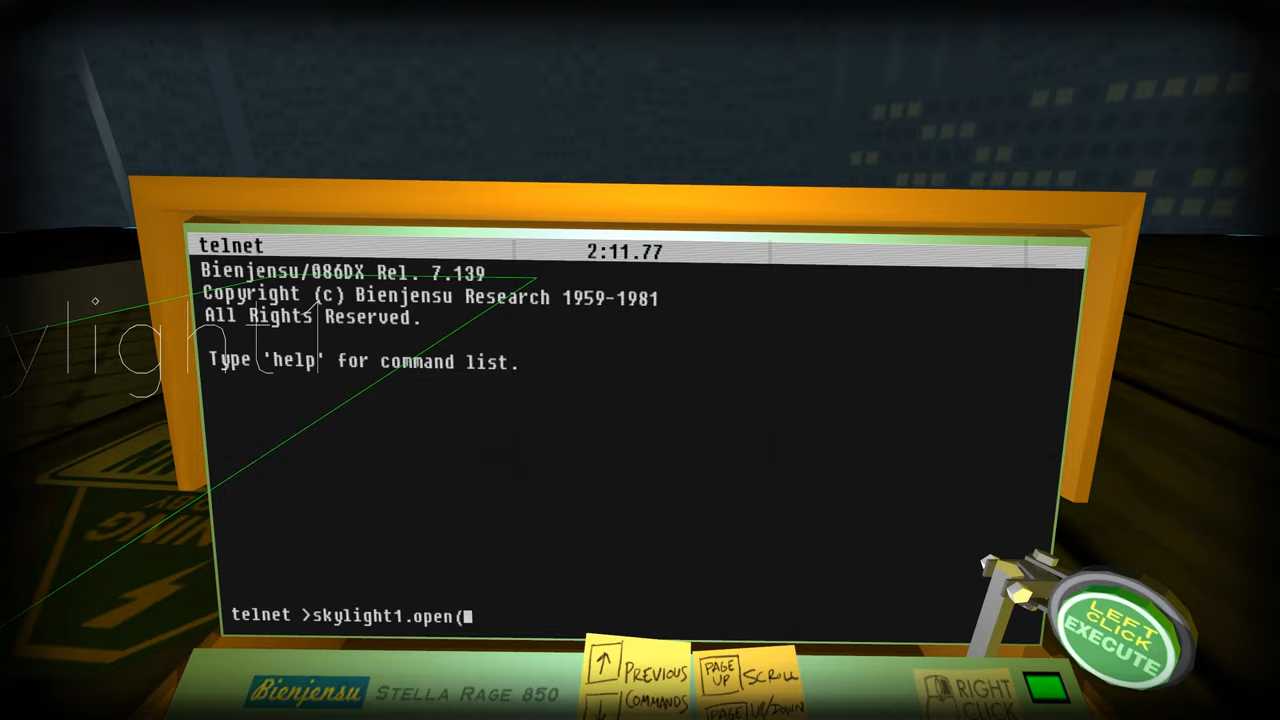 telnet 2:11.77
Bienjensu/086DX Rel. 7.139
Copyright (c) Bienjensu Research 1959-1981
All Rights Reserved.
Type 'help' for command list.
ylight
telnet >skylight1.open(
LEFT
CLICK
EXECUTE
Bienjensu STELLA RAGE 850
↑ PREVIOUS
↓ COMMANDS
PAGE UP SCROLL
PAGE UP/DOWN
RIGHT
CLICK